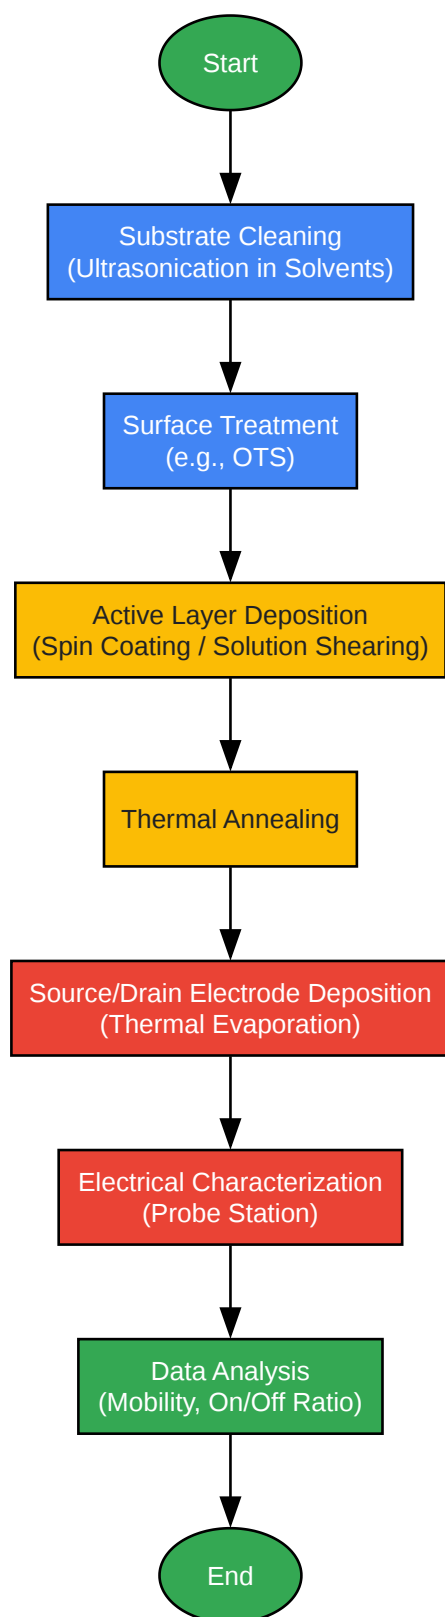 Start
Substrate Cleaning
(Ultrasonication in Solvents)
Surface Treatment
(e.g., OTS)
Active Layer Deposition
(Spin Coating / Solution Shearing)
Thermal Annealing
Source/Drain Electrode Deposition
(Thermal Evaporation)
Electrical Characterization
(Probe Station)
Data Analysis
(Mobility, On/Off Ratio)
End